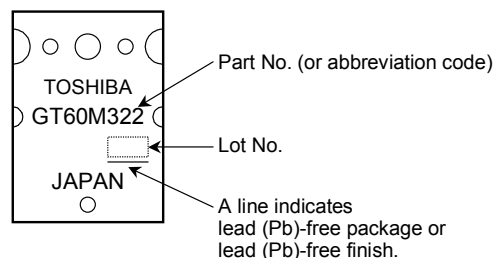 TOSHIBA
GT60M322
JAPAN
Part No. (or abbreviation code)
Lot No.
A line indicates
lead (Pb)-free package or
lead (Pb)-free finish.